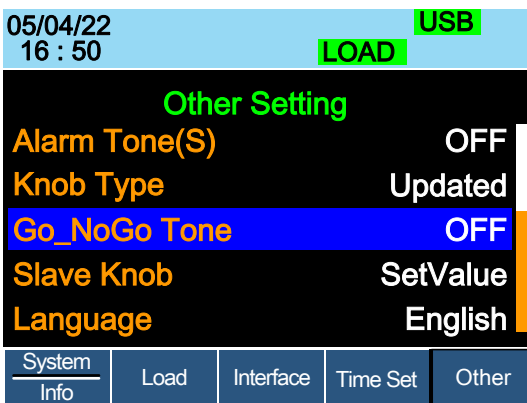 05/04/22 USB
16 : 50 LOAD
Other Setting
Alarm Tone(S) OFF
Knob Type Updated
Go_NoGo Tone OFF
Slave Knob SetValue
Language English
System Info Load Interface Time Set Other